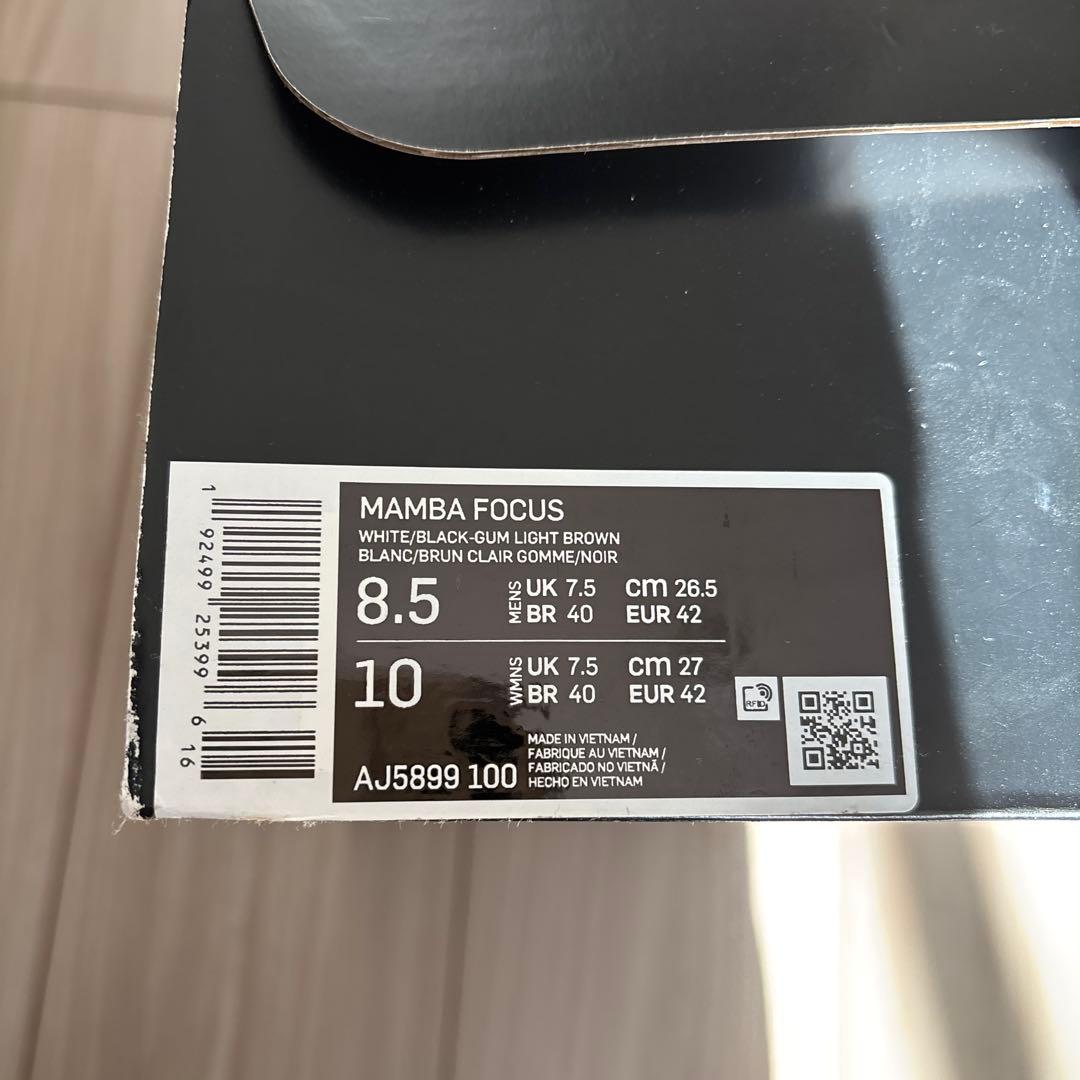 MAMBA FOCUS
WHITE/BLACK-GUM LIGHT BROWN
BLANC/BRUN CLAIR GOMME/NOIR
8.5 MENS UK 7.5 cm 26.5
BR 40 EUR 42
10 WMNS UK 7.5 cm 27
BR 40 EUR 42
RFID
MADE IN VIETNAM /
FABRIQUE AU VIETNAM /
FABRICADO NO VIETNÃ /
HECHO EN VIETNAM
AJ5899 100
1 92499 25399 6 16